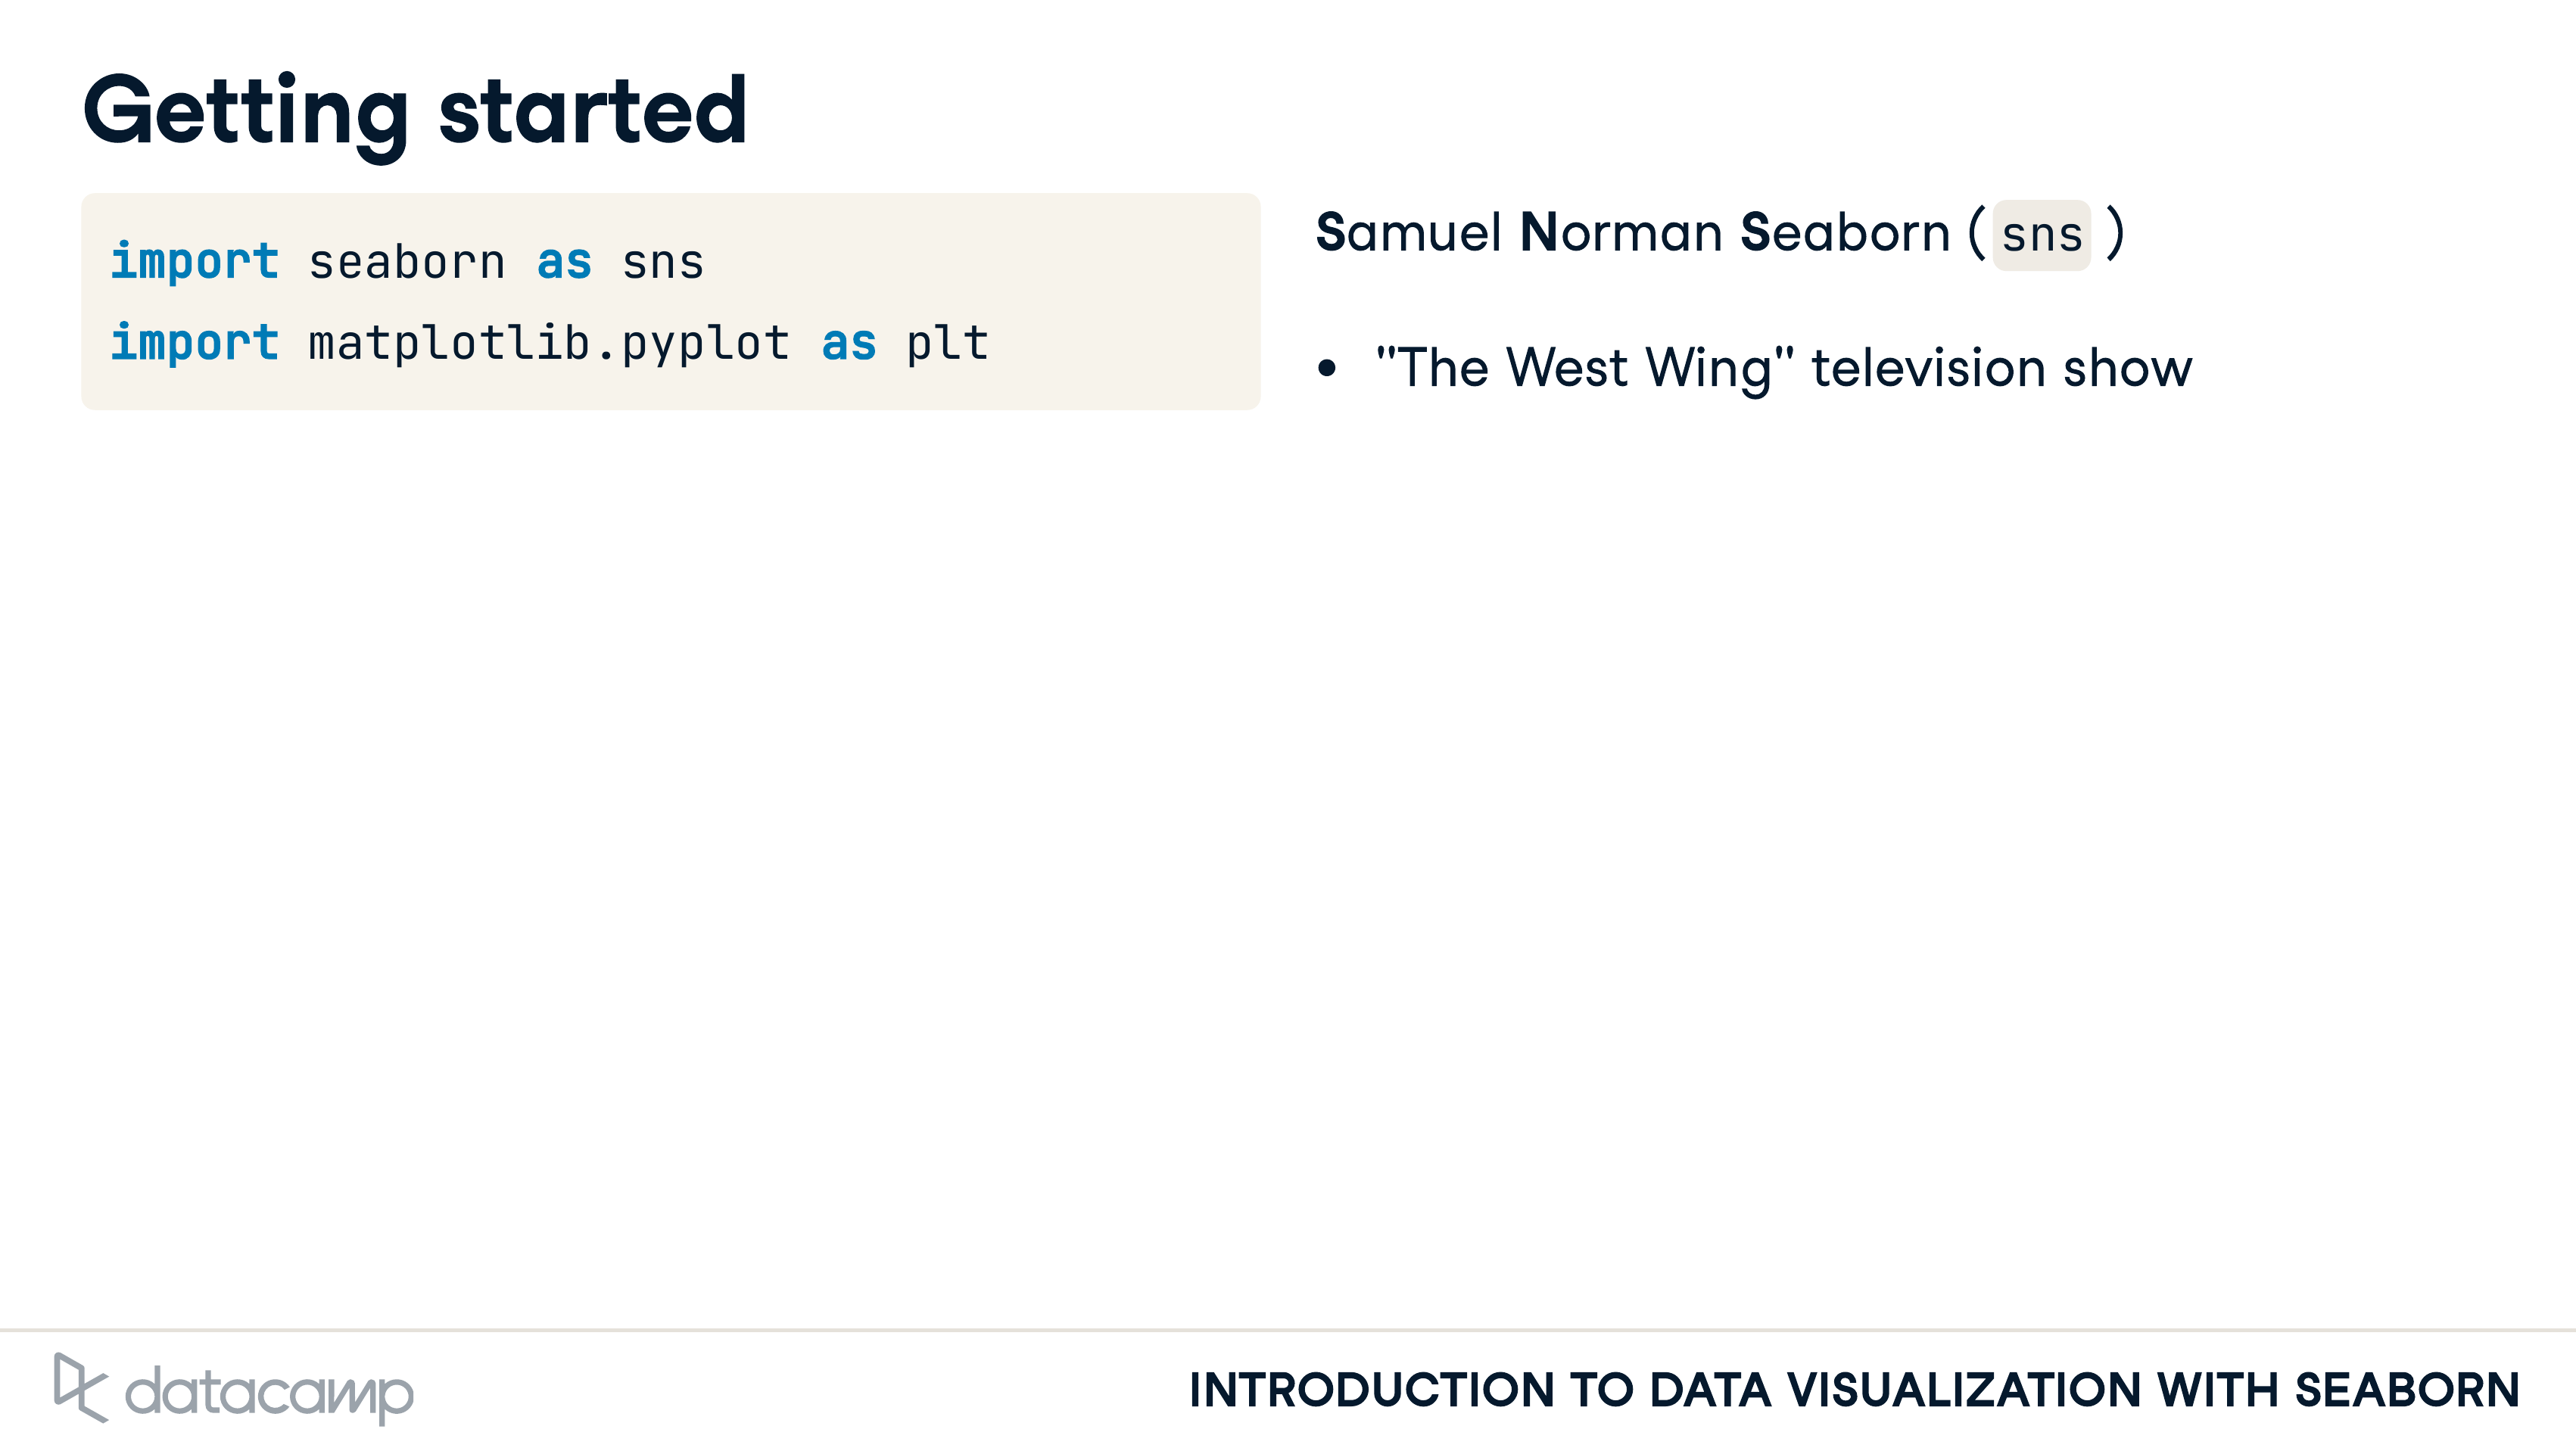 Getting started
import seaborn as sns
import matplotlib.pyplot as plt
Samuel Norman Seaborn ( sns )
• "The West Wing" television show
datacamp
INTRODUCTION TO DATA VISUALIZATION WITH SEABORN